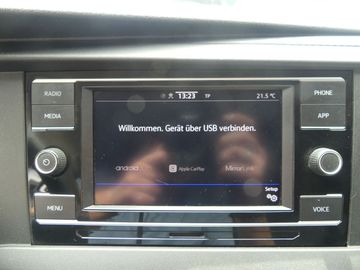 RADIO
13:23 TP 21.5 °C
PHONE
MEDIA
APP
Willkommen. Gerät über USB verbinden.
android
Apple CarPlay
MirrorLink
Setup
MENU
VOICE